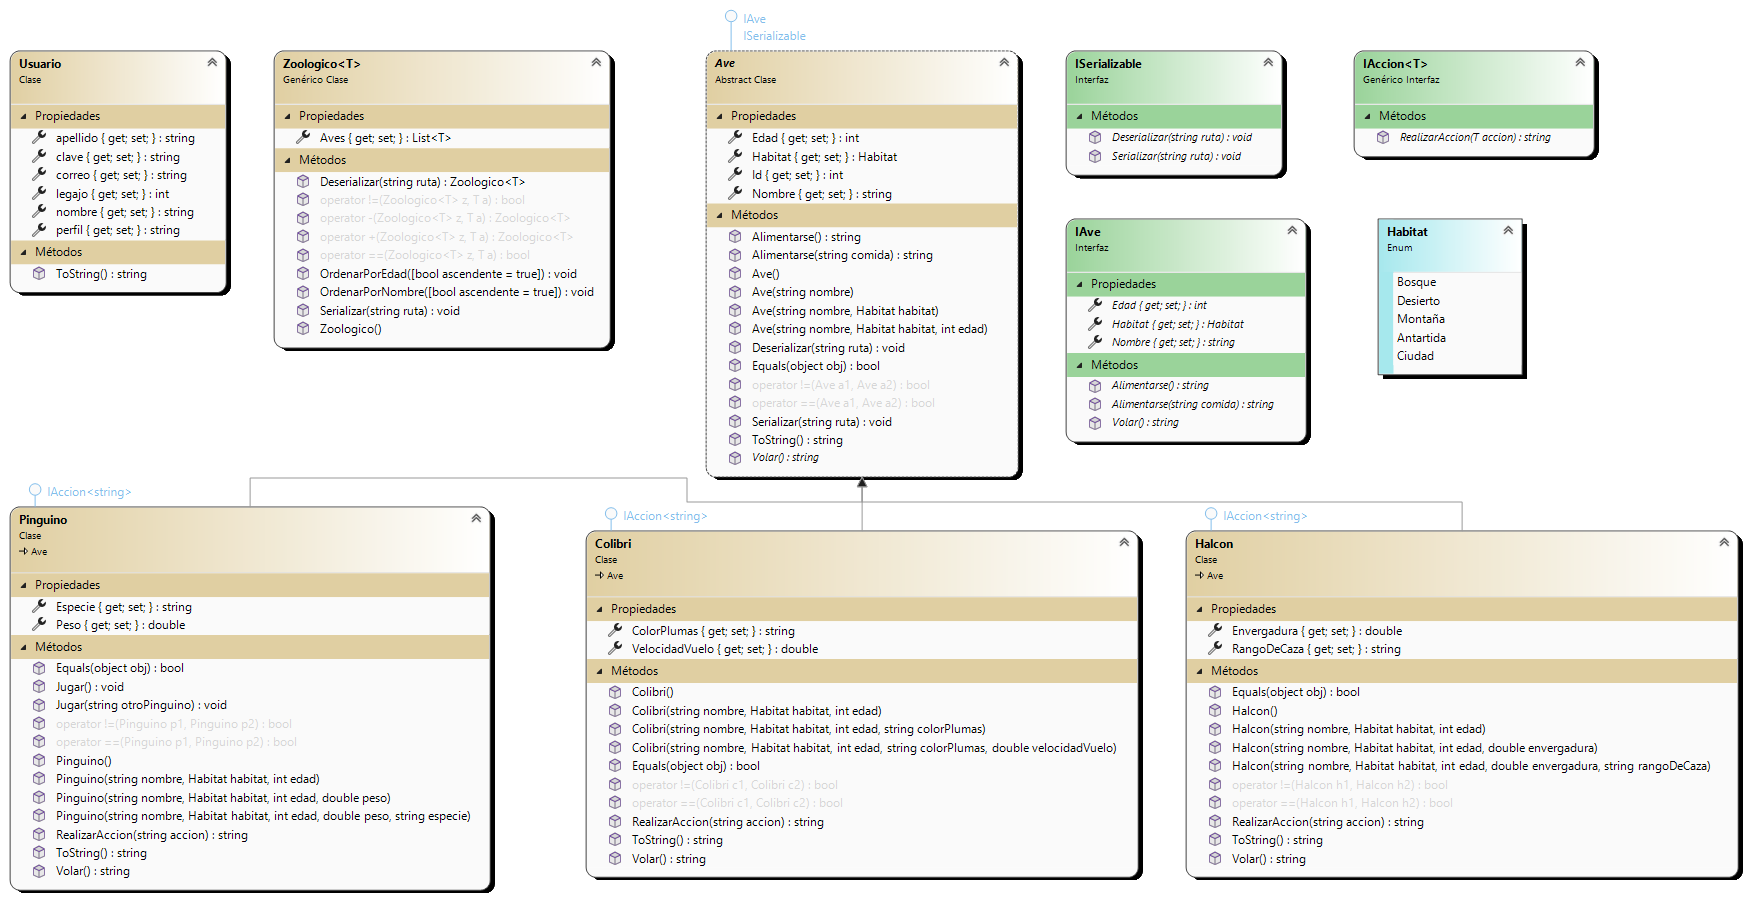 IAve
ISerializable
Usuario
Clase
Propiedades
apellido { get; set; } : string
clave { get; set; } : string
correo { get; set; } : string
legajo { get; set; } : int
nombre { get; set; } : string
perfil { get; set; } : string
Métodos
ToString() : string
Zoologico<T>
Genérico Clase
Propiedades
Aves { get; set; } : List<T>
Métodos
Deserializar(string ruta) : Zoologico<T>
operator !=(Zoologico<T> z, T a) : bool
operator -(Zoologico<T> z, T a) : Zoologico<T>
operator +(Zoologico<T> z, T a) : Zoologico<T>
operator ==(Zoologico<T> z, T a) : bool
OrdenarPorEdad([bool ascendente = true]) : void
OrdenarPorNombre([bool ascendente = true]) : void
Serializar(string ruta) : void
Zoologico()
Ave
Abstract Clase
Propiedades
Edad { get; set; } : int
Habitat { get; set; } : Habitat
Id { get; set; } : int
Nombre { get; set; } : string
Métodos
Alimentarse() : string
Alimentarse(string comida) : string
Ave()
Ave(string nombre)
Ave(string nombre, Habitat habitat)
Ave(string nombre, Habitat habitat, int edad)
Deserializar(string ruta) : void
Equals(object obj) : bool
operator !=(Ave a1, Ave a2) : bool
operator ==(Ave a1, Ave a2) : bool
Serializar(string ruta) : void
ToString() : string
Volar() : string
ISerializable
Interfaz
Métodos
Deserializar(string ruta) : void
Serializar(string ruta) : void
IAccion<T>
Genérico Interfaz
Métodos
RealizarAccion(T accion) : string
IAve
Interfaz
Propiedades
Edad { get; set; } : int
Habitat { get; set; } : Habitat
Nombre { get; set; } : string
Métodos
Alimentarse() : string
Alimentarse(string comida) : string
Volar() : string
Habitat
Enum
Bosque
Desierto
Montaña
Antartida
Ciudad
IAccion<string>
Pinguino
Clase
Ave
Propiedades
Especie { get; set; } : string
Peso { get; set; } : double
Métodos
Equals(object obj) : bool
Jugar() : void
Jugar(string otroPinguino) : void
operator !=(Pinguino p1, Pinguino p2) : bool
operator ==(Pinguino p1, Pinguino p2) : bool
Pinguino()
Pinguino(string nombre, Habitat habitat, int edad)
Pinguino(string nombre, Habitat habitat, int edad, double peso)
Pinguino(string nombre, Habitat habitat, int edad, double peso, string especie)
RealizarAccion(string accion) : string
ToString() : string
Volar() : string
IAccion<string>
Colibri
Clase
Ave
Propiedades
ColorPlumas { get; set; } : string
VelocidadVuelo { get; set; } : double
Métodos
Colibri()
Colibri(string nombre, Habitat habitat, int edad)
Colibri(string nombre, Habitat habitat, int edad, string colorPlumas)
Colibri(string nombre, Habitat habitat, int edad, string colorPlumas, double velocidadVuelo)
Equals(object obj) : bool
operator !=(Colibri c1, Colibri c2) : bool
operator ==(Colibri c1, Colibri c2) : bool
RealizarAccion(string accion) : string
ToString() : string
Volar() : string
IAccion<string>
Halcon
Clase
Ave
Propiedades
Envergadura { get; set; } : double
RangoDeCaza { get; set; } : string
Métodos
Equals(object obj) : bool
Halcon()
Halcon(string nombre, Habitat habitat, int edad)
Halcon(string nombre, Habitat habitat, int edad, double envergadura)
Halcon(string nombre, Habitat habitat, int edad, double envergadura, string rangoDeCaza)
operator !=(Halcon h1, Halcon h2) : bool
operator ==(Halcon h1, Halcon h2) : bool
RealizarAccion(string accion) : string
ToString() : string
Volar() : string